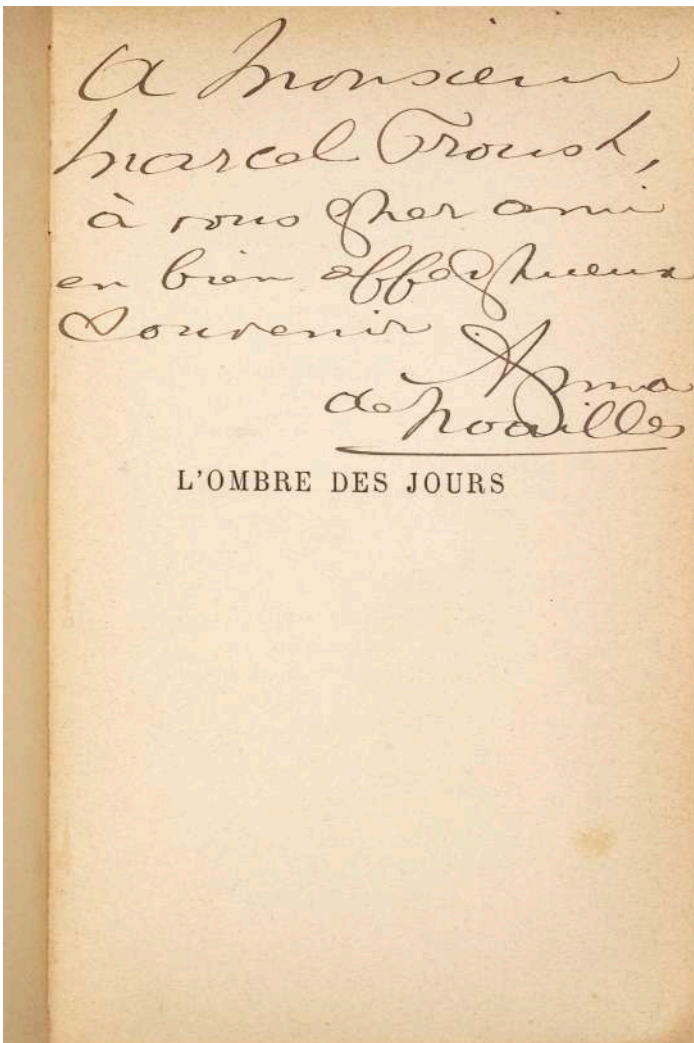 A Monsieur
Marcel Proust,
à vous cher ami
en bien affectueux
Souvenir
Anna
de Noailles
L'OMBRE DES JOURS